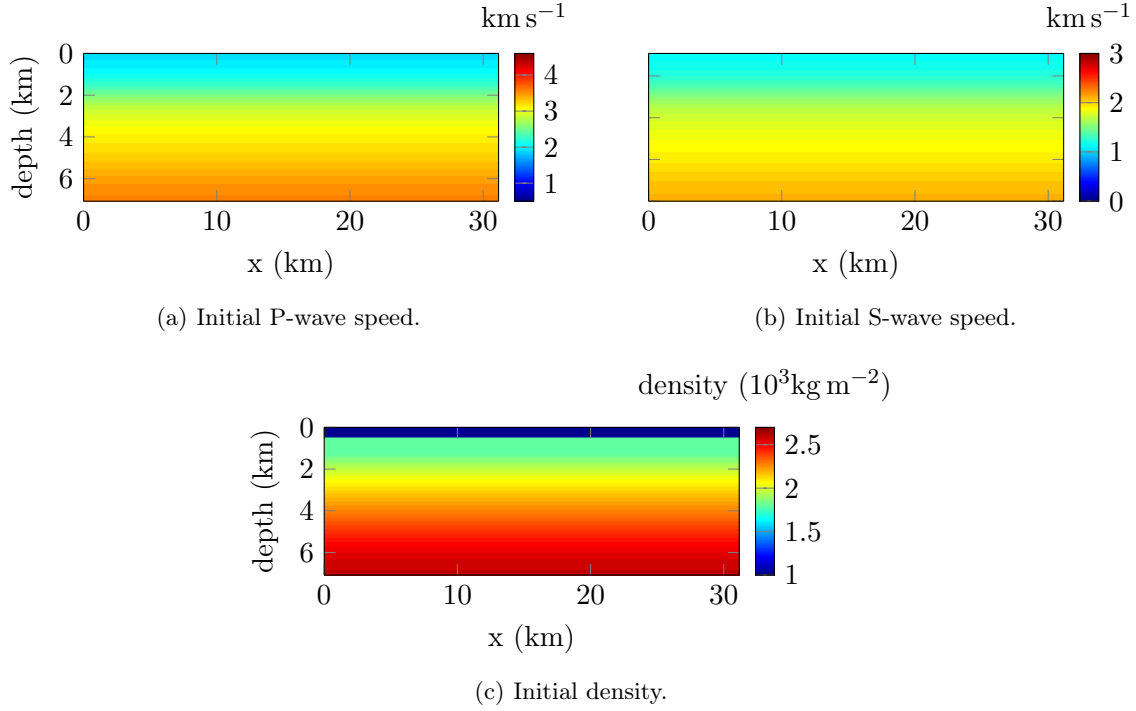 km s⁻¹
0
2
4
6
depth (km)
0 10 20 30
x (km)
4
3
2
1
(a) Initial P-wave speed.
km s⁻¹
0 10 20 30
x (km)
3
2
1
0
(b) Initial S-wave speed.
density (10³kg m⁻²)
0
2
4
6
depth (km)
0 10 20 30
x (km)
2.5
2
1.5
1
(c) Initial density.